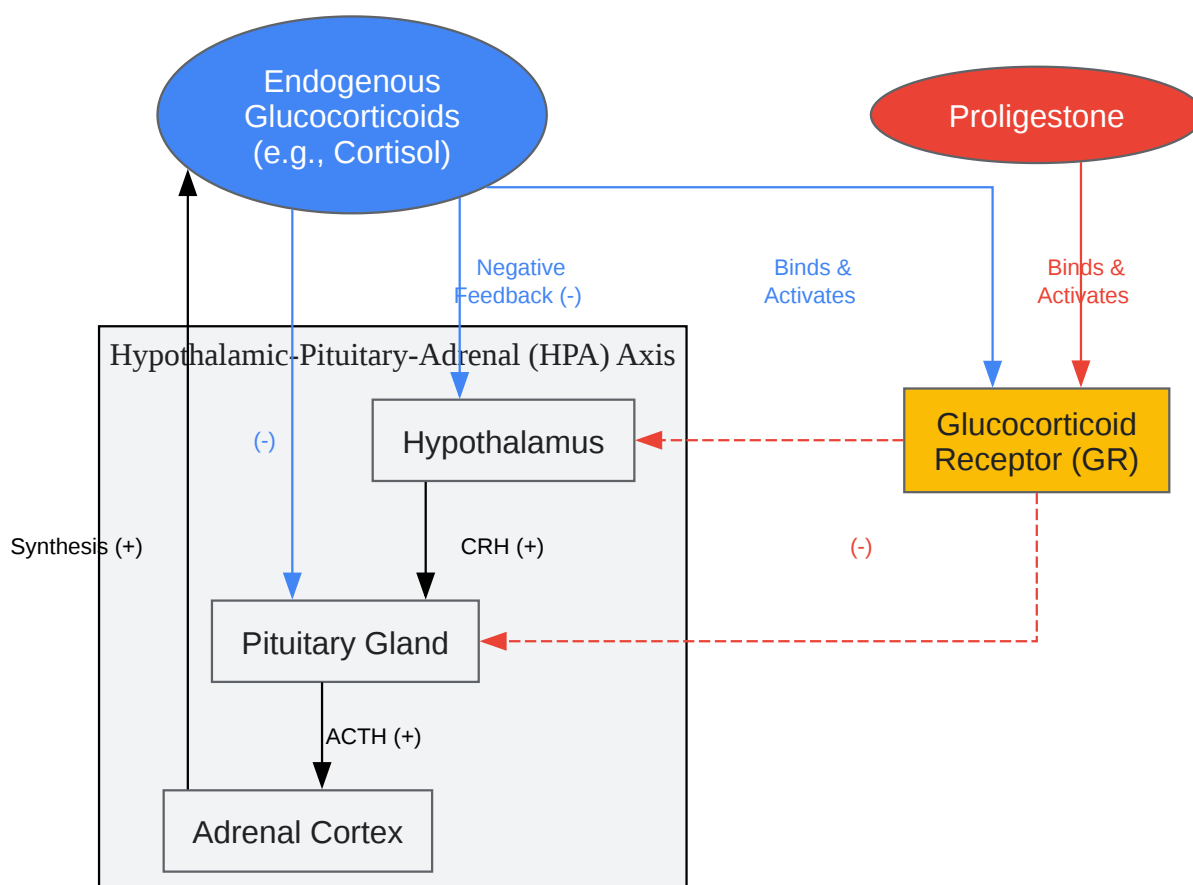 Endogenous
Glucocorticoids
(e.g., Cortisol)
Proligestone
Negative
Feedback (-)
Binds &
Activates
Binds &
Activates
Hypothalamic-Pituitary-Adrenal (HPA) Axis
(-)
Hypothalamus
Glucocorticoid
Receptor (GR)
Synthesis (+)
CRH (+)
(-)
Pituitary Gland
ACTH (+)
Adrenal Cortex